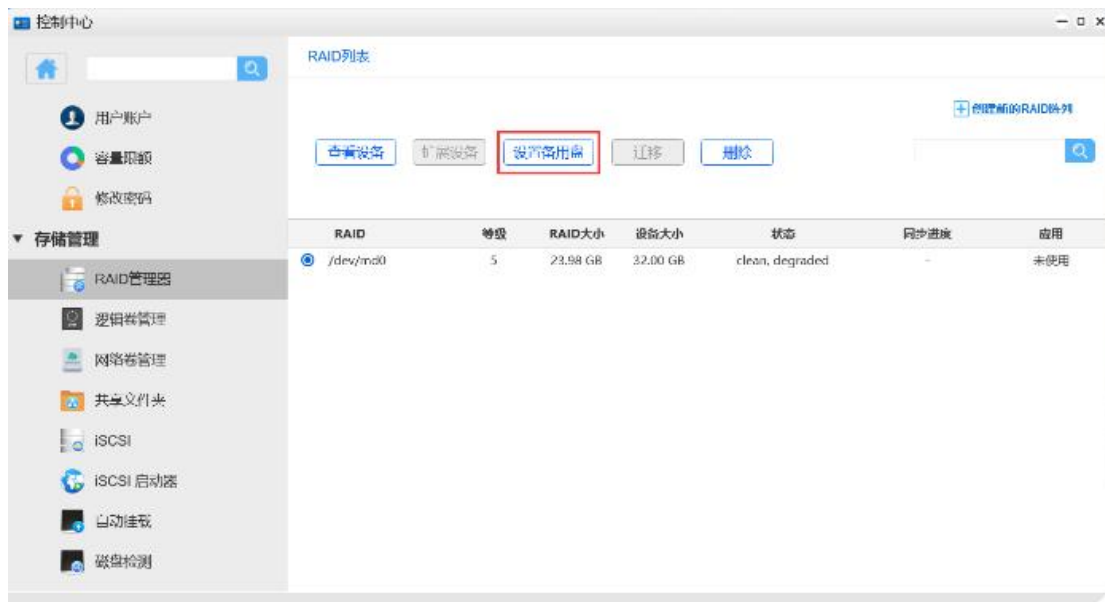 控制中心
RAID列表
用户账户
容量限额
修改密码
存储管理
RAID管理器
逻辑卷管理
网络卷管理
共享文件夹
iSCSI
iSCSI 启动器
自动挂载
磁盘检测
创建新的RAID阵列
查看设备 扩展设备 设置备用盘 迁移 删除
RAID 等级 RAID大小 设备大小 状态 同步进度 应用
/dev/md0 5 23.98 GB 32.00 GB clean, degraded - 未使用